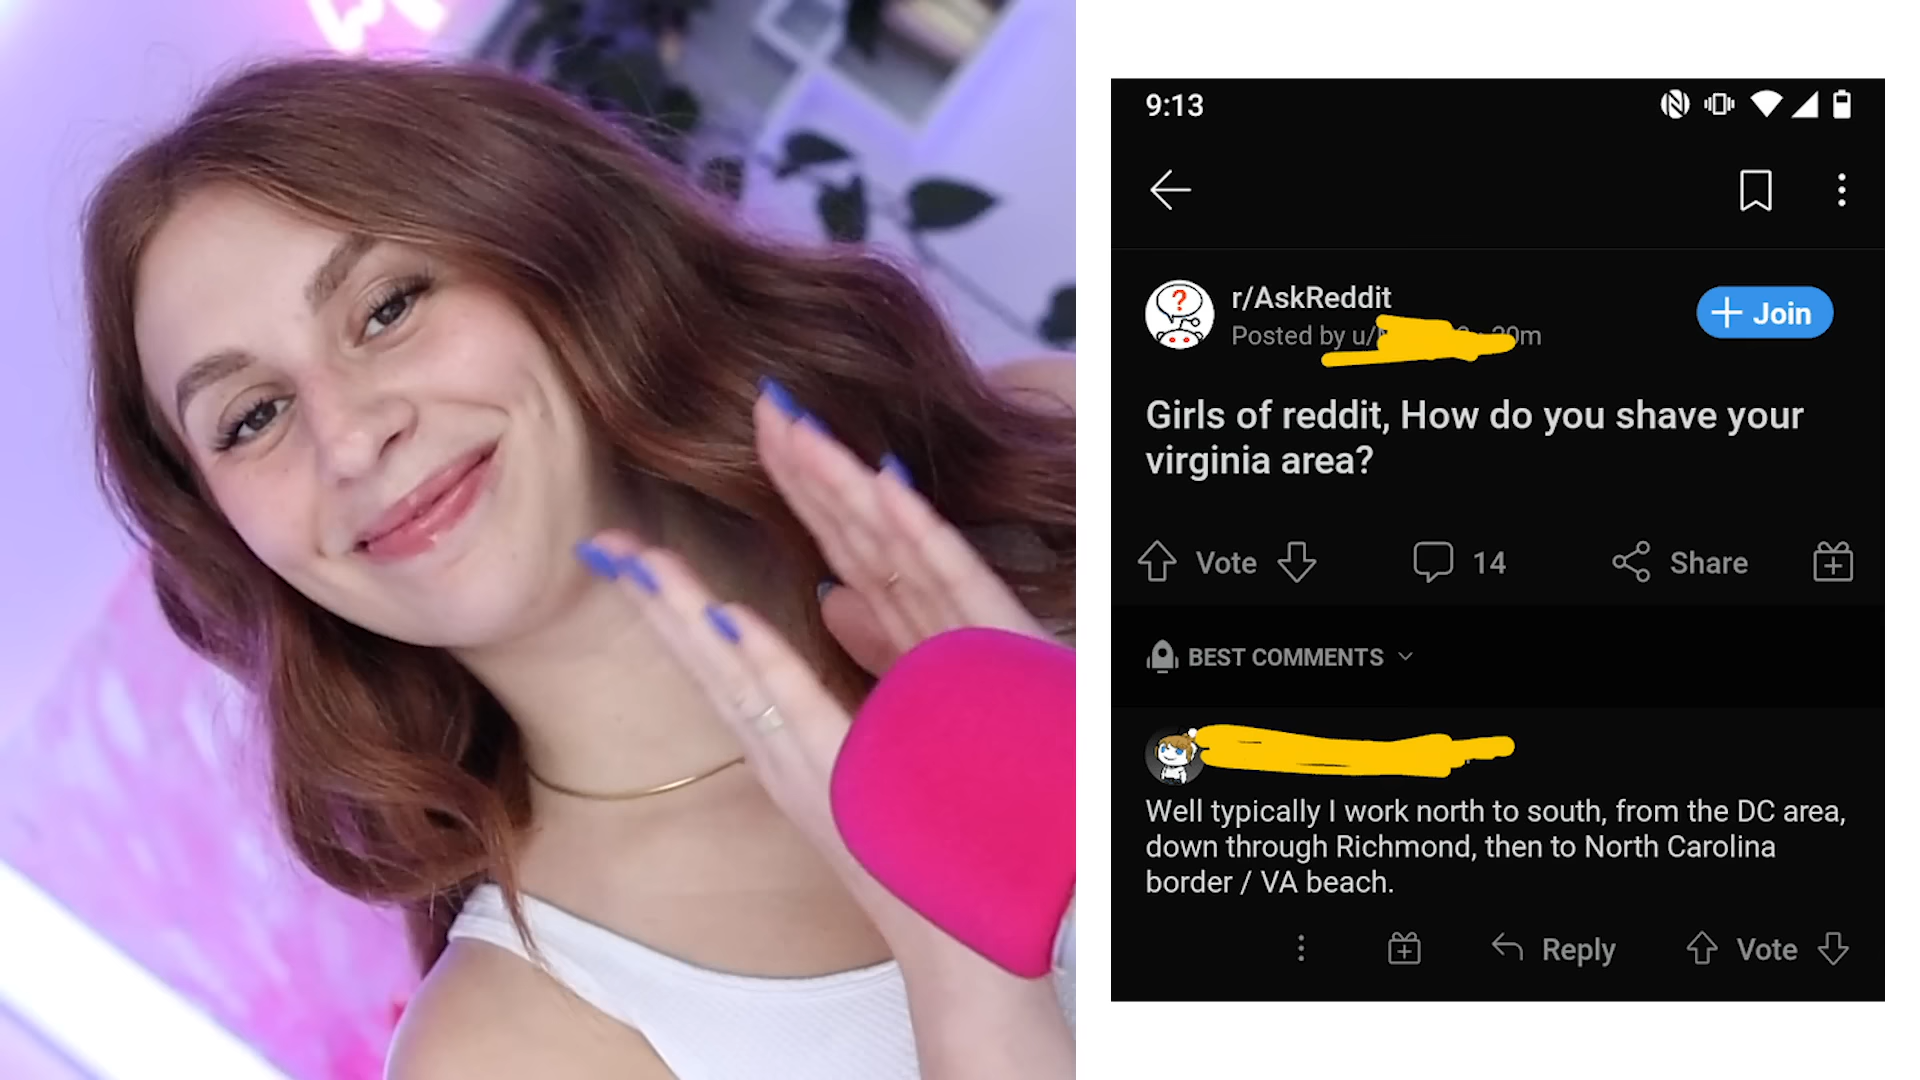 9:13
r/AskReddit
Posted by u/
Join
Girls of reddit, How do you shave your
virginia area?
Vote
14
Share
BEST COMMENTS
Well typically I work north to south, from the DC area,
down through Richmond, then to North Carolina
border / VA beach.
Reply
Vote